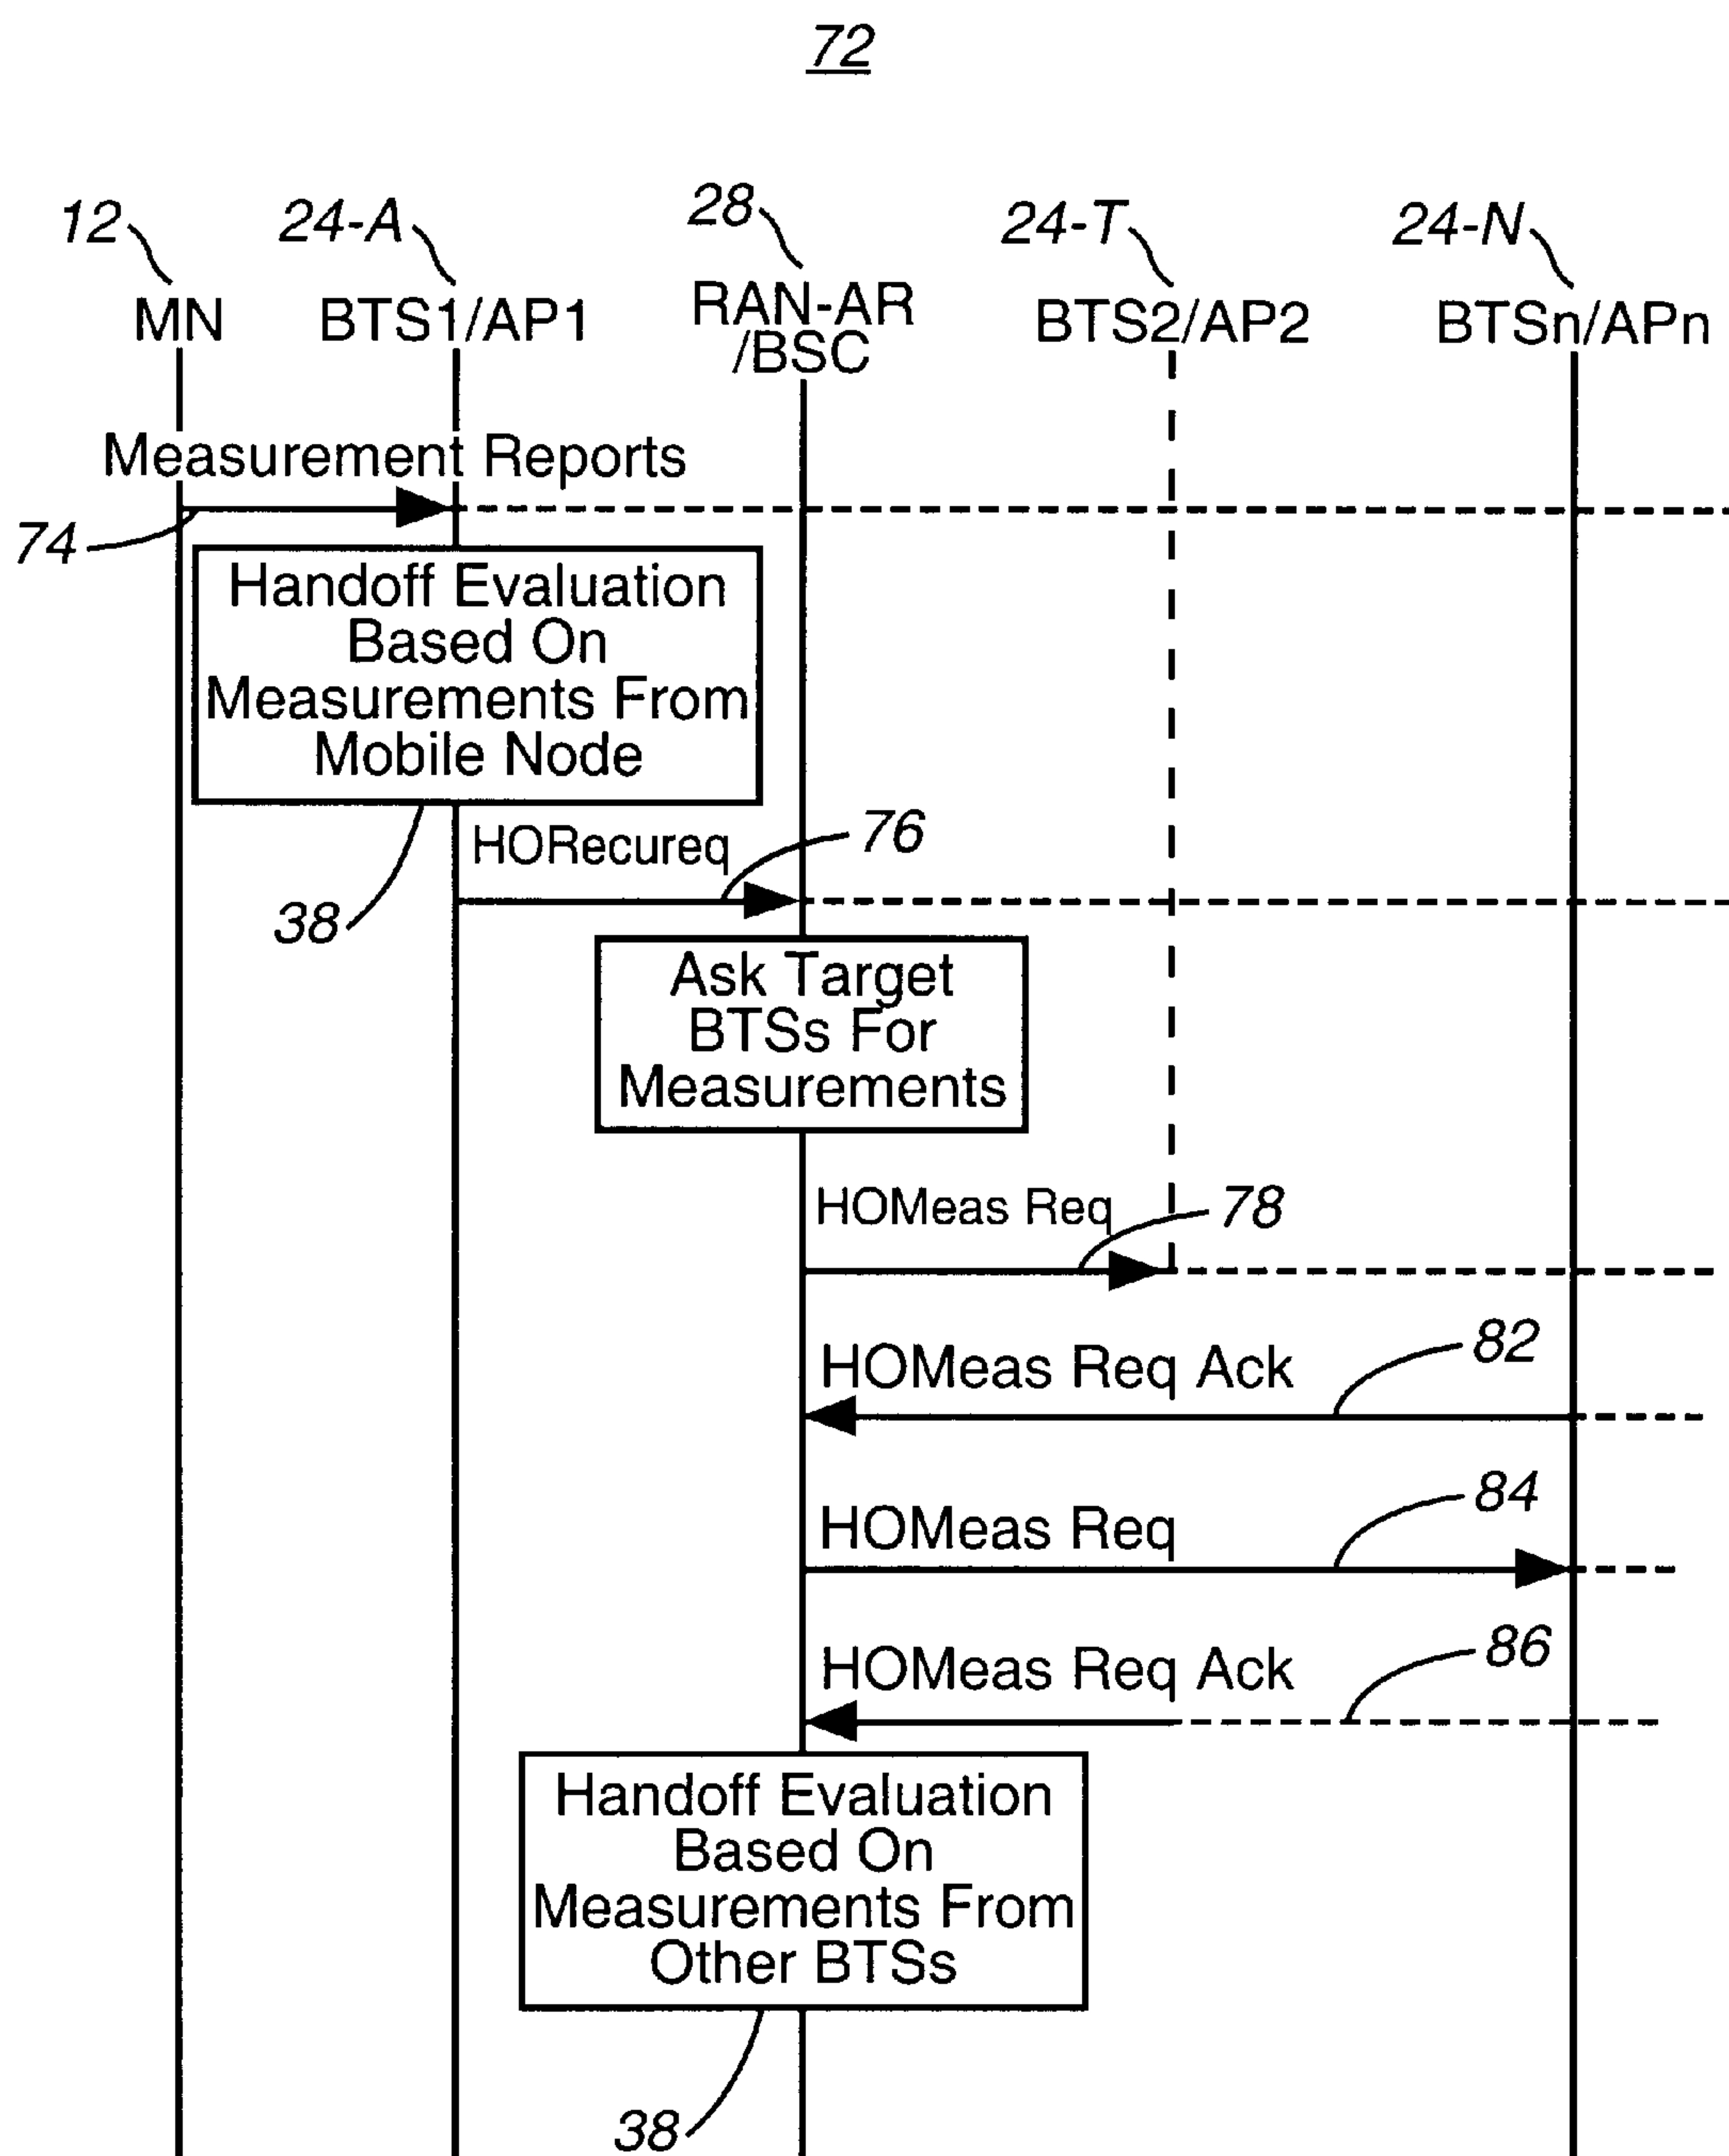 72
12
24-A
28
24-T
24-N
MN
BTS1/AP1
RAN-AR
/BSC
BTS2/AP2
BTSn/APn
Measurement Reports
74
Handoff Evaluation
Based On
Measurements From
Mobile Node
HORecureq
76
38
Ask Target
BTSs For
Measurements
HOMeas Req
78
HOMeas Req Ack
82
HOMeas Req
84
HOMeas Req Ack
86
Handoff Evaluation
Based On
Measurements From
Other BTSs
38